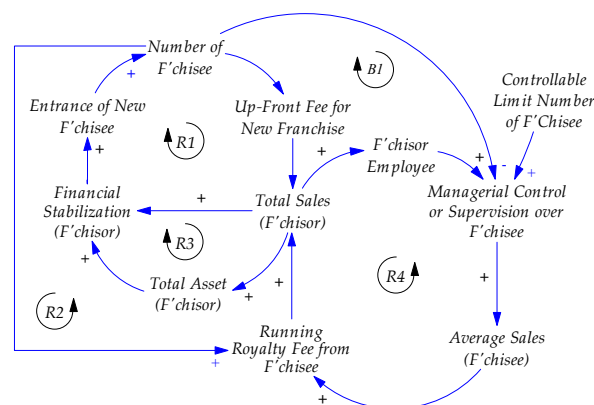 Number of
F'chisee
B1
Controllable
Limit Number
of F'Chisee
+
Entrance of New
F'chisee
Up-Front Fee for
New Franchise
R1
+
+
F'chisor
Employee
+
-
+
Financial
Stabilization
(F'chisor)
+
Total Sales
(F'chisor)
Managerial Control
or Supervision over
F'chisee
R3
+
Total Asset
(F'chisor)
+
+
R4
+
R2
Running
Royalty Fee from
F'chisee
+
Average Sales
(F'chisee)
+